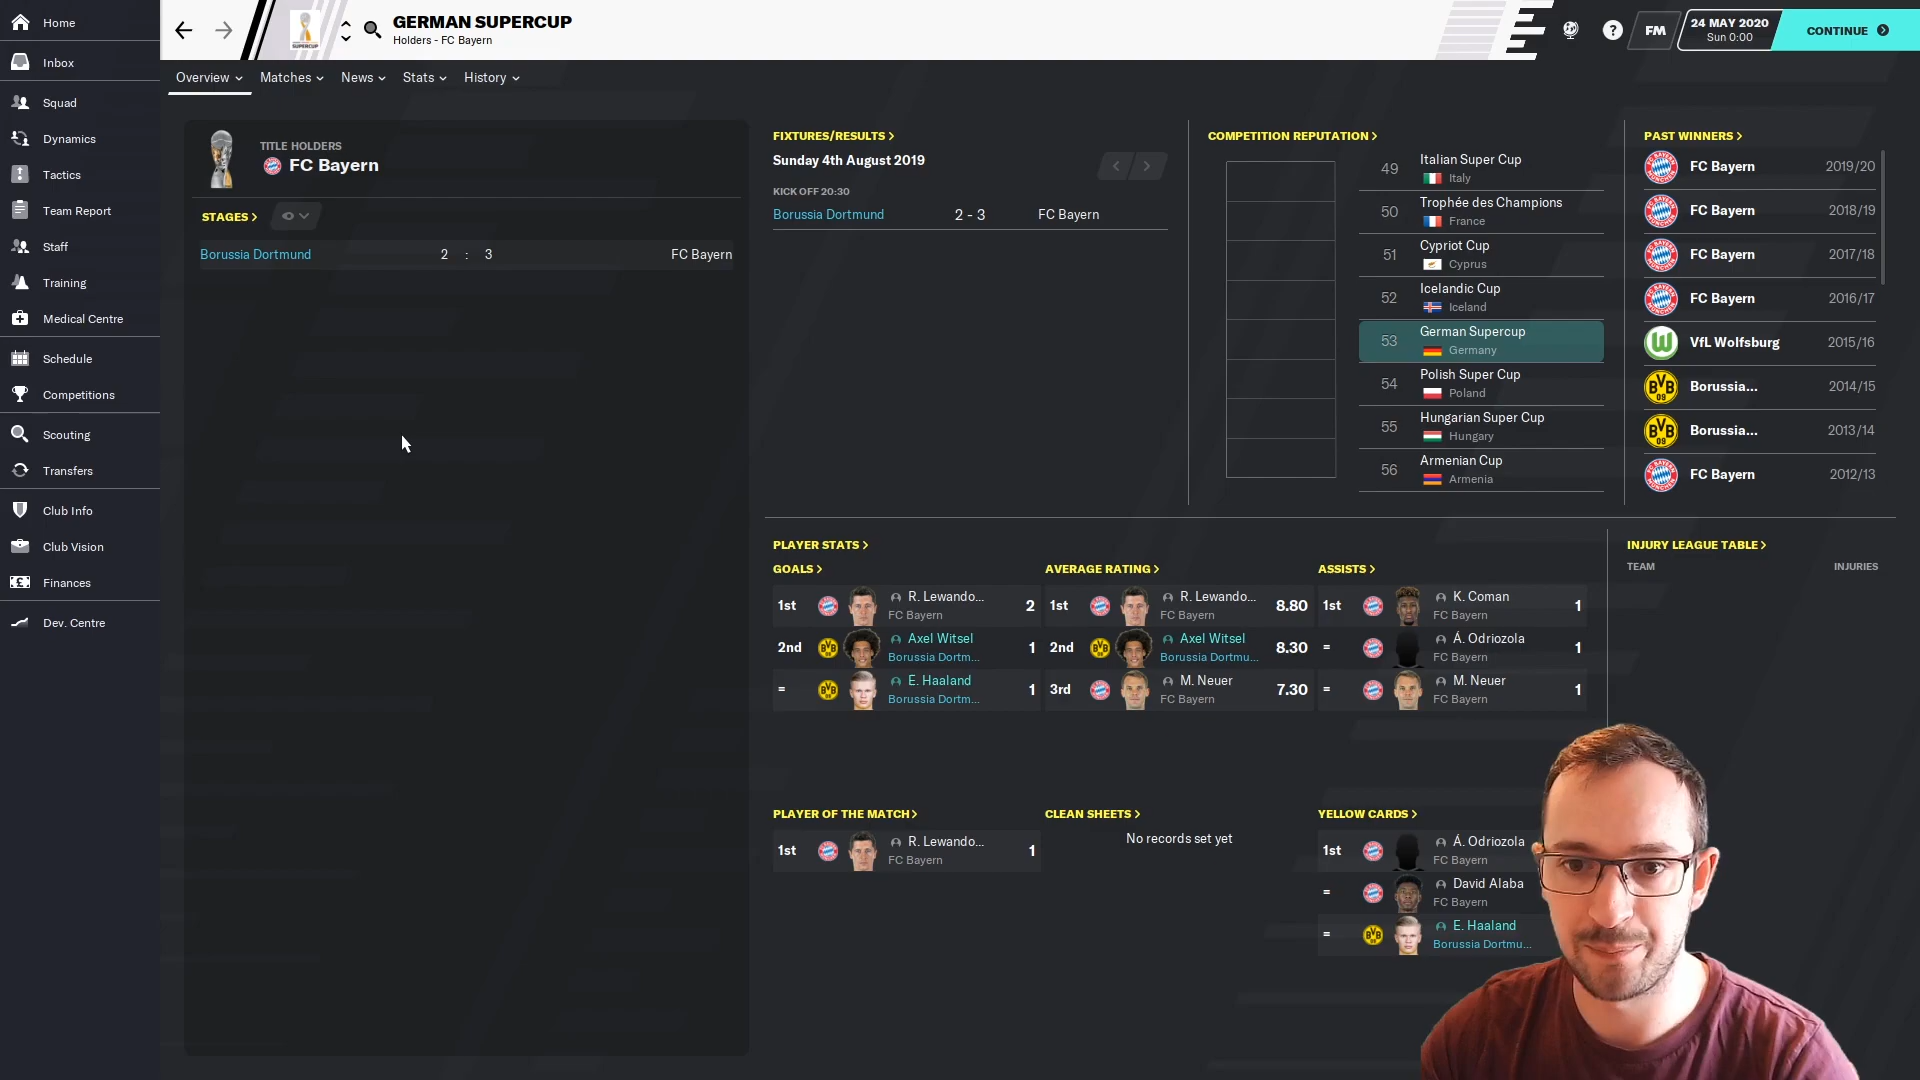 Home
Inbox
Squad
Dynamics
Tactics
Team Report
Staff
Training
Medical Centre
Schedule
Competitions
Scouting
Transfers
Club Info
Club Vision
Finances
Dev. Centre
SUPERCUP
GERMAN SUPERCUP
Holders - FC Bayern
?
FM
24 MAY 2020
Sun 0:00
CONTINUE
Overview
Matches
News
Stats
History
TITLE HOLDERS
FC Bayern
STAGES
Borussia Dortmund 2 : 3 FC Bayern
FIXTURES/RESULTS
Sunday 4th August 2019
KICK OFF 20:30
Borussia Dortmund 2 - 3 FC Bayern
COMPETITION REPUTATION
49 Italian Super Cup
Italy
50 Trophée des Champions
France
51 Cypriot Cup
Cyprus
52 Icelandic Cup
Iceland
53 German Supercup
Germany
54 Polish Super Cup
Poland
55 Hungarian Super Cup
Hungary
56 Armenian Cup
Armenia
PAST WINNERS
FC Bayern 2019/20
FC Bayern 2018/19
FC Bayern 2017/18
FC Bayern 2016/17
VfL Wolfsburg 2015/16
Borussia... 2014/15
Borussia... 2013/14
FC Bayern 2012/13
PLAYER STATS
GOALS
1st R. Lewando... 2
FC Bayern
2nd Axel Witsel 1
Borussia Dortm...
= E. Haaland 1
Borussia Dortm...
AVERAGE RATING
1st R. Lewando... 8.80
FC Bayern
2nd Axel Witsel 8.30
Borussia Dortmu...
3rd M. Neuer 7.30
FC Bayern
ASSISTS
1st K. Coman 1
FC Bayern
= Á. Odriozola 1
FC Bayern
= M. Neuer 1
FC Bayern
INJURY LEAGUE TABLE
TEAM INJURIES
PLAYER OF THE MATCH
1st R. Lewando... 1
FC Bayern
CLEAN SHEETS
No records set yet
YELLOW CARDS
1st Á. Odriozola
FC Bayern
= David Alaba
FC Bayern
= E. Haaland
Borussia Dortmu...